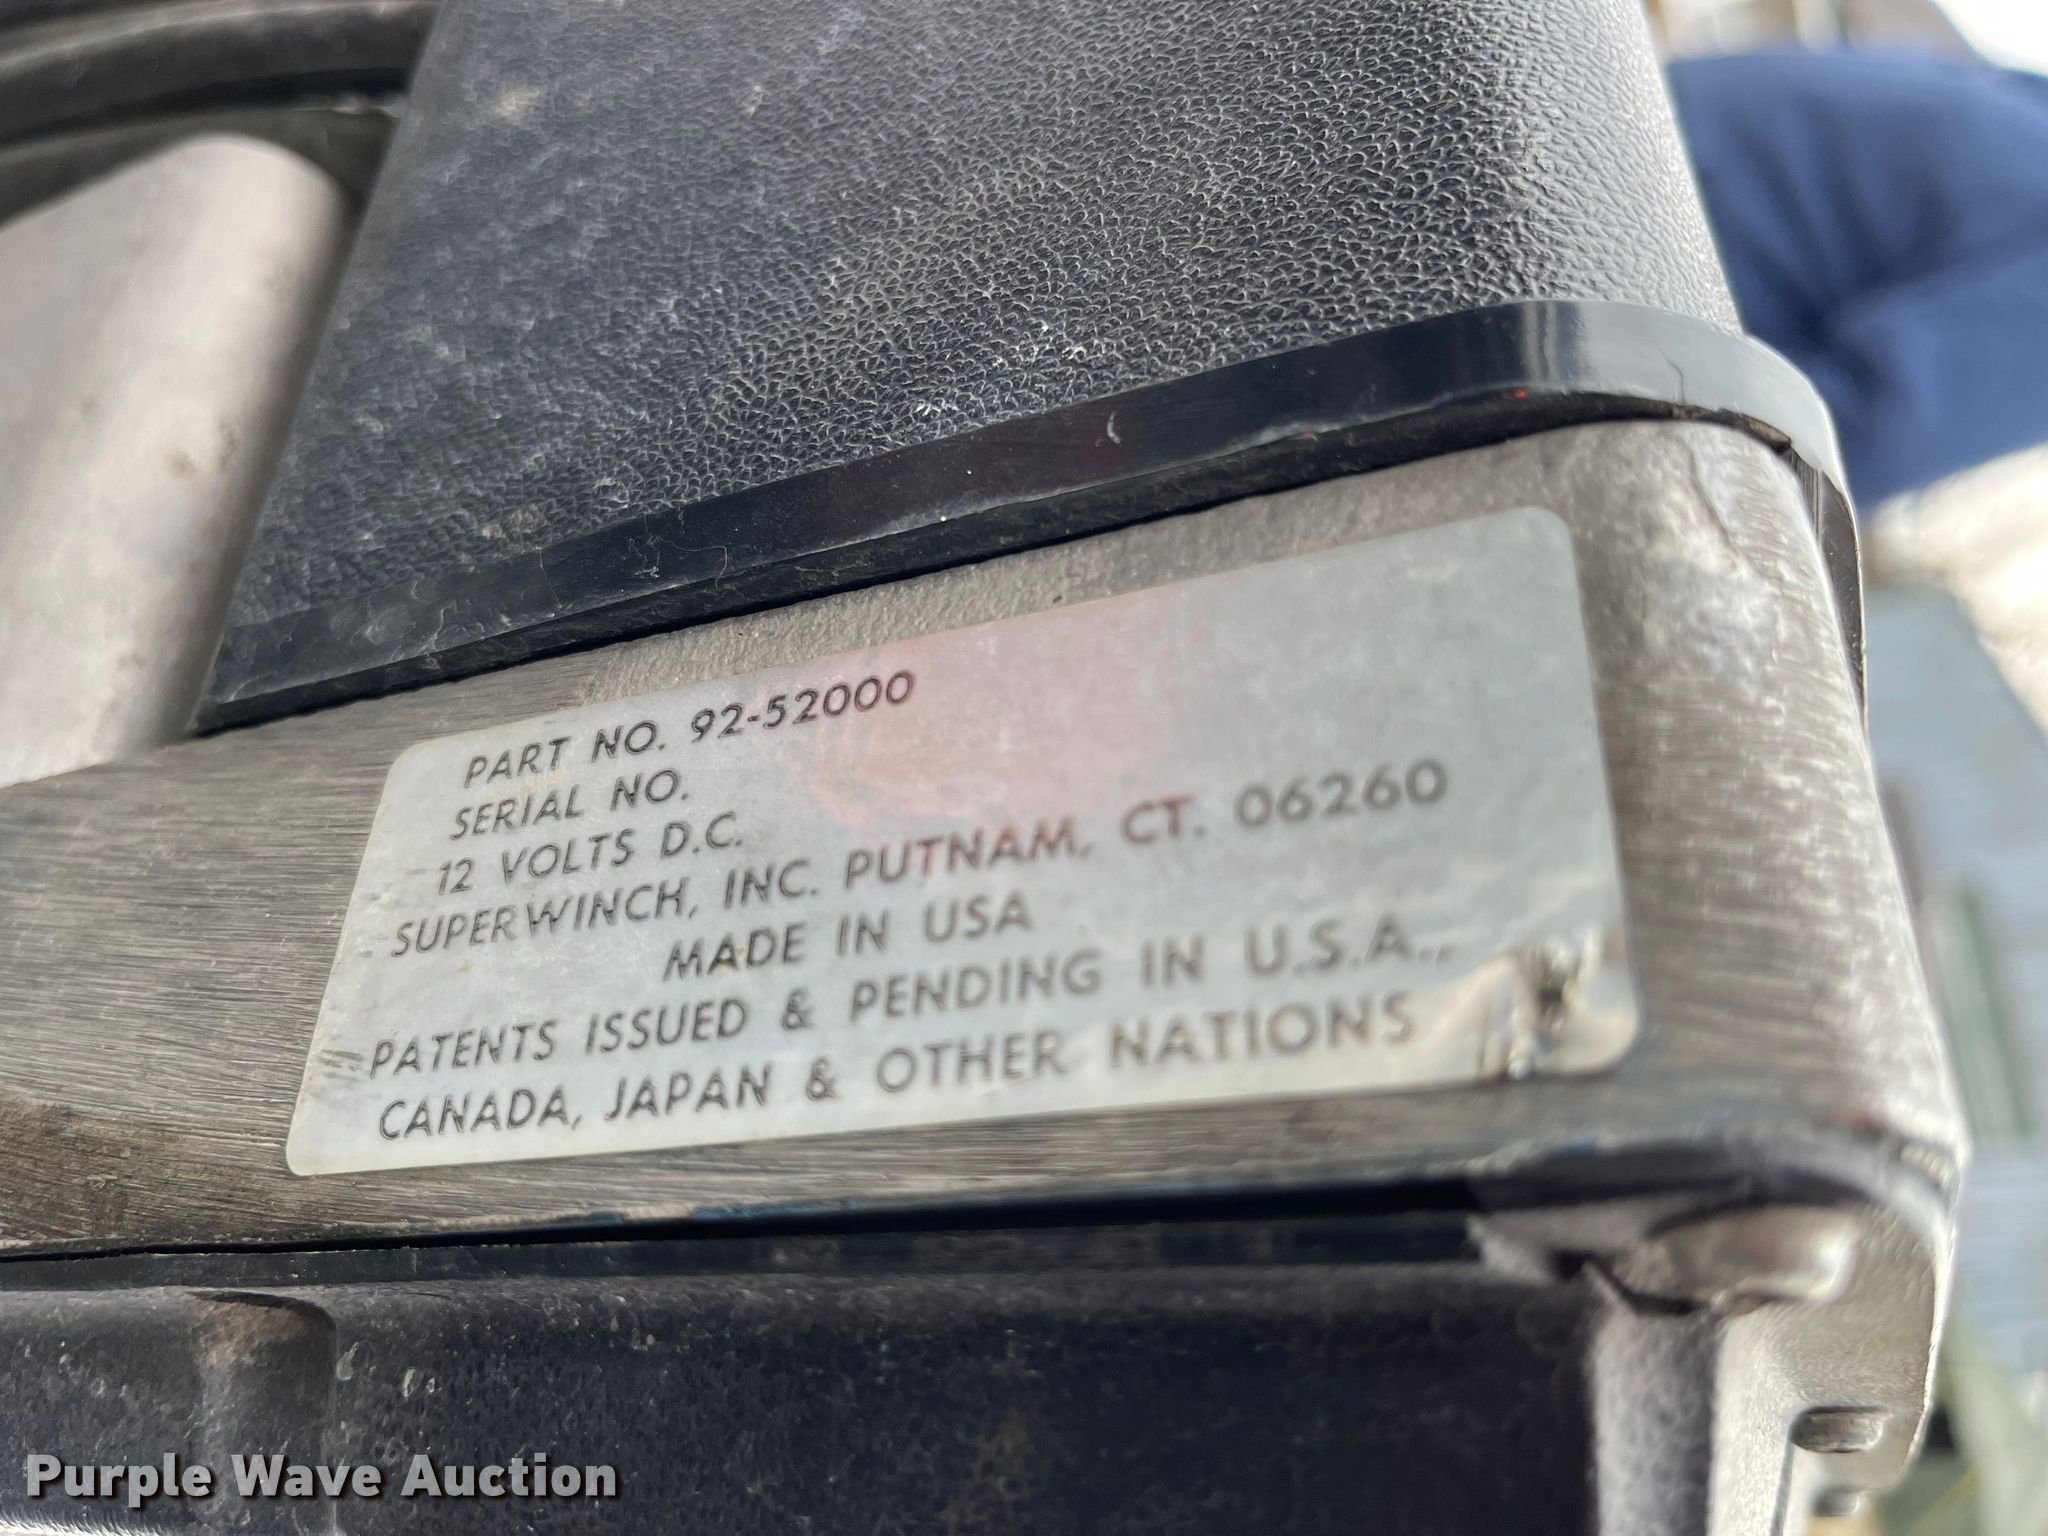 PART NO. 92-52000
SERIAL NO.
12 VOLTS D.C.
SUPERWINCH, INC. PUTNAM, CT. 06260
MADE IN USA
PATENTS ISSUED & PENDING IN U.S.A.,
CANADA, JAPAN & OTHER NATIONS
Purple Wave Auction